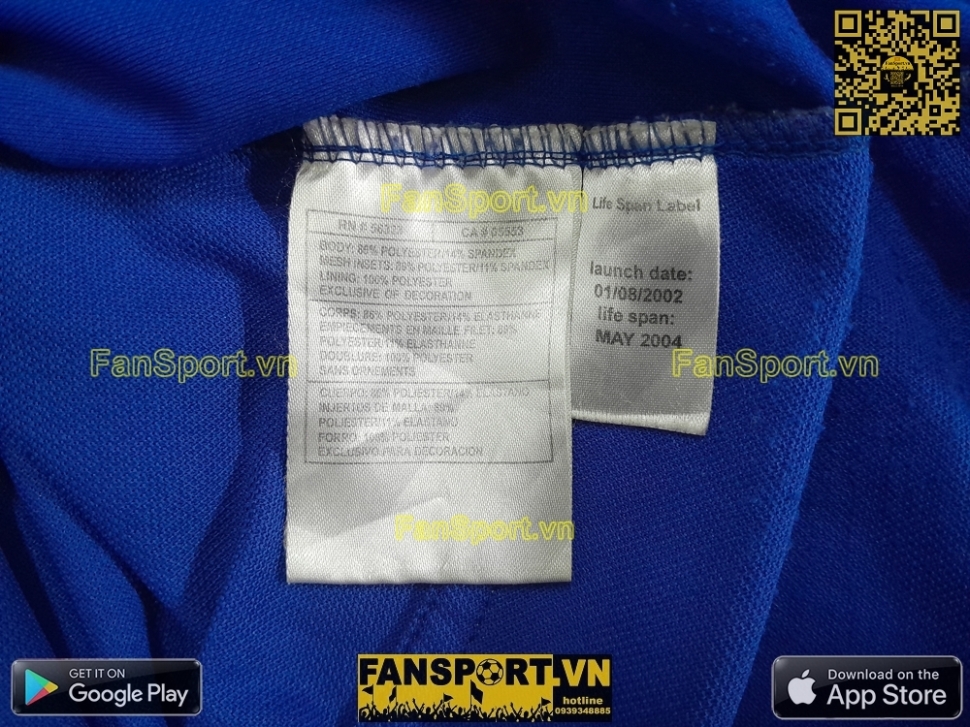 FanSport.vn
RN # 56323 CA # 05553
BODY: 86% POLYESTER/14% SPANDEX
MESH INSETS: 89% POLYESTER/11% SPANDEX
LINING: 100% POLYESTER
EXCLUSIVE OF DECORATION
CORPS: 86% POLYESTER/14% ELASTHANNE
EMPIECEMENTS EN MAILLE FILET: 89%
POLYESTER/11% ELASTHANNE
DOUBLURE: 100% POLYESTER
SANS ORNEMENTS
CUERPO: 86% POLIESTER/14% ELASTANO
INJERTOS DE MALLA: 89%
POLIESTER/11% ELASTANO
FORRO: 100% POLIESTER
EXCLUSIVO PARA DECORACION
Life Span Label
launch date:
01/08/2002
life span:
MAY 2004
FanSport.vn
FanSport.vn
FanSport.vn
GET IT ON
Google Play
FANSPORT.VN
hotline
0939348885
Download on the
App Store